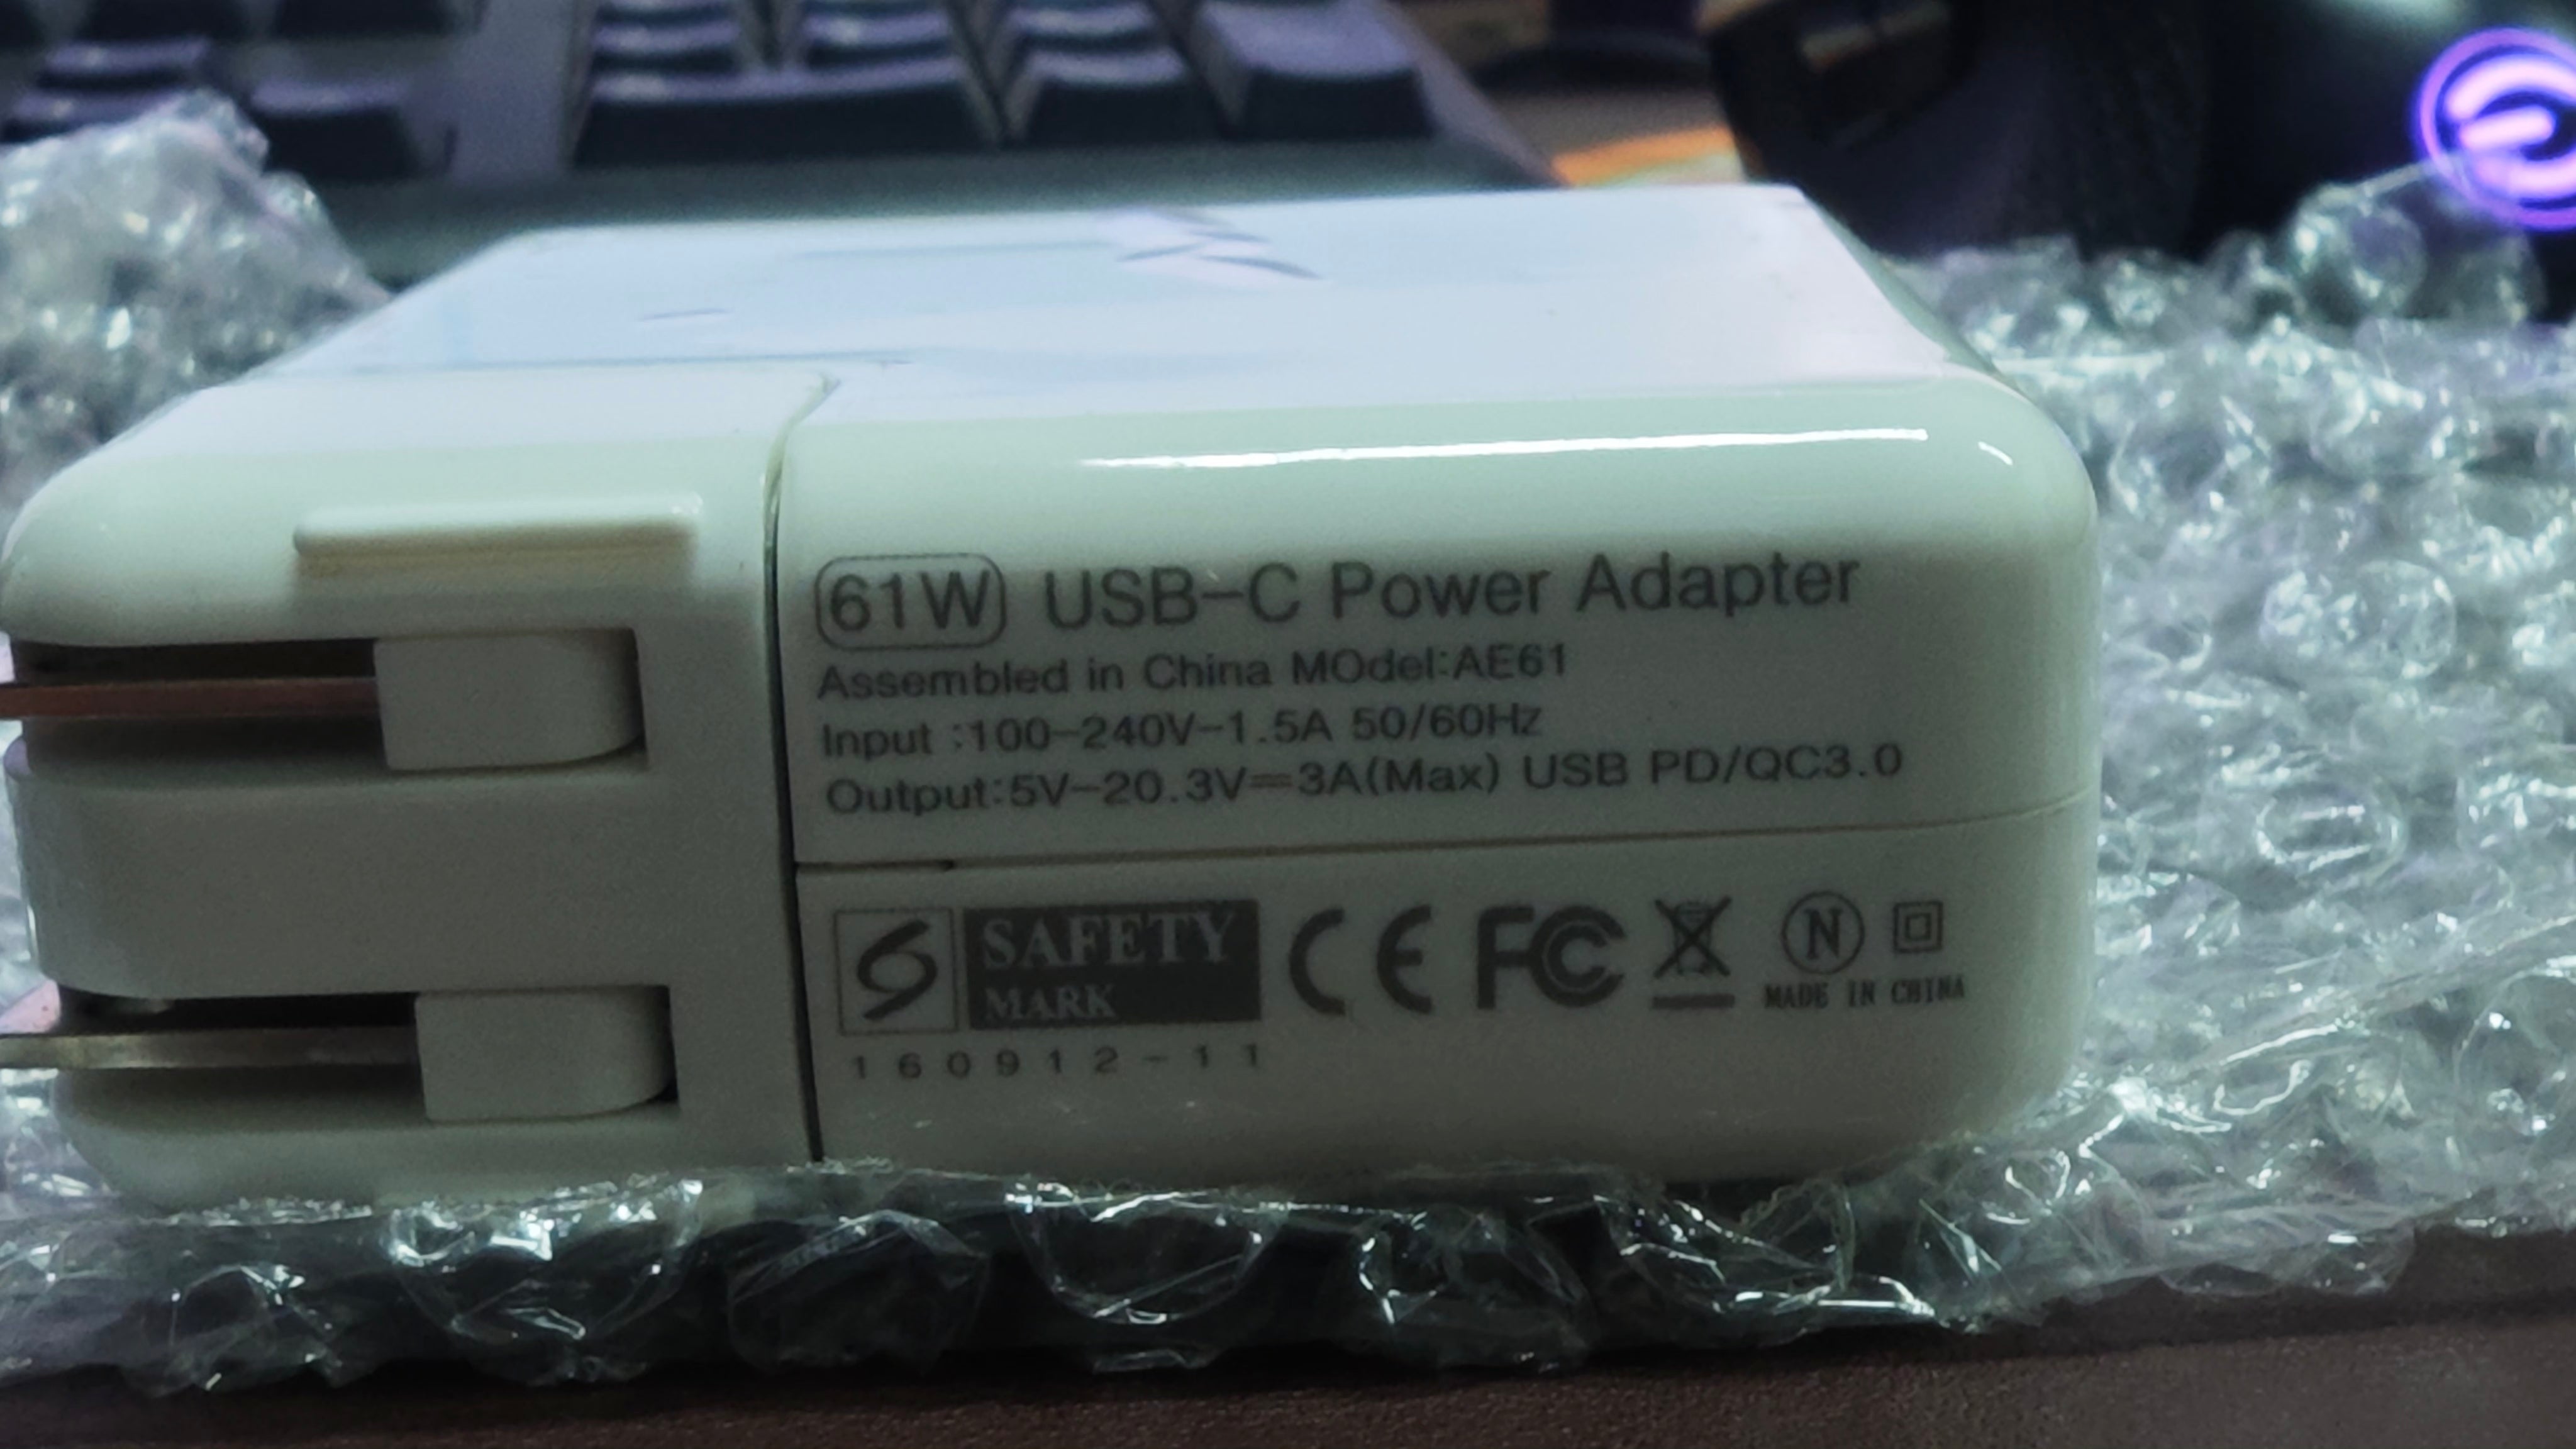 61W USB-C Power Adapter
Assembled in China MOdel:AE61
Input :100-240V-1.5A 50/60Hz
Output:5V-20.3V⎓3A(Max) USB PD/QC3.0
SAFETY
MARK
CE FC N
MADE IN CHINA
160912-11